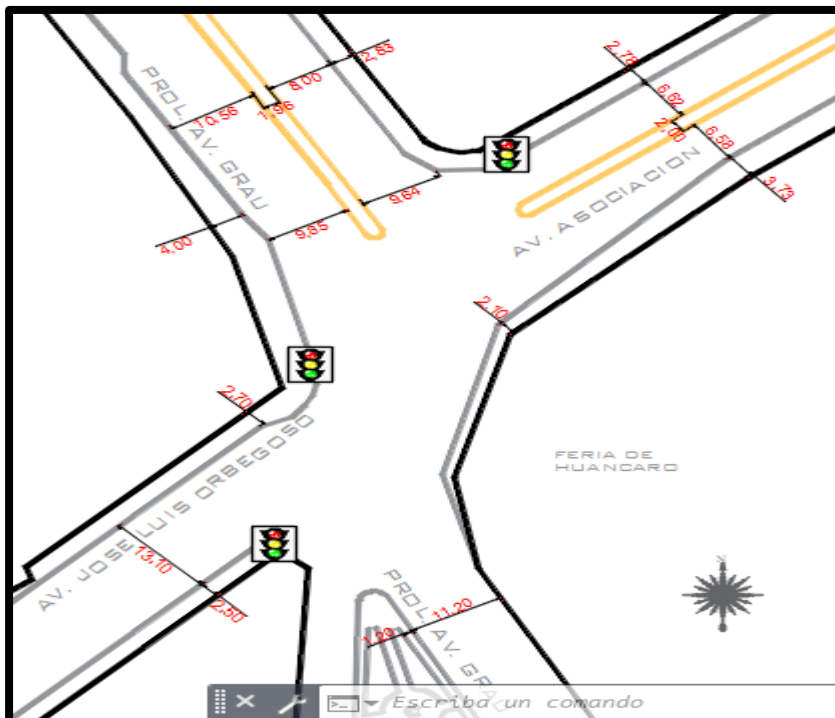 2,83
8,00
1,96
10,56
PROL. AV. GRAU
2,78
6,62
2,00
6,58
3,73
AV. ASOCIACION
9,64
9,85
4,00
2,10
2,70
AV. JOSE LUIS ORBEGOSO
FERIA DE
HUANCARO
13,10
2,50
PROL. AV. GRAU
11,20
1,20
N
Escriba un comando